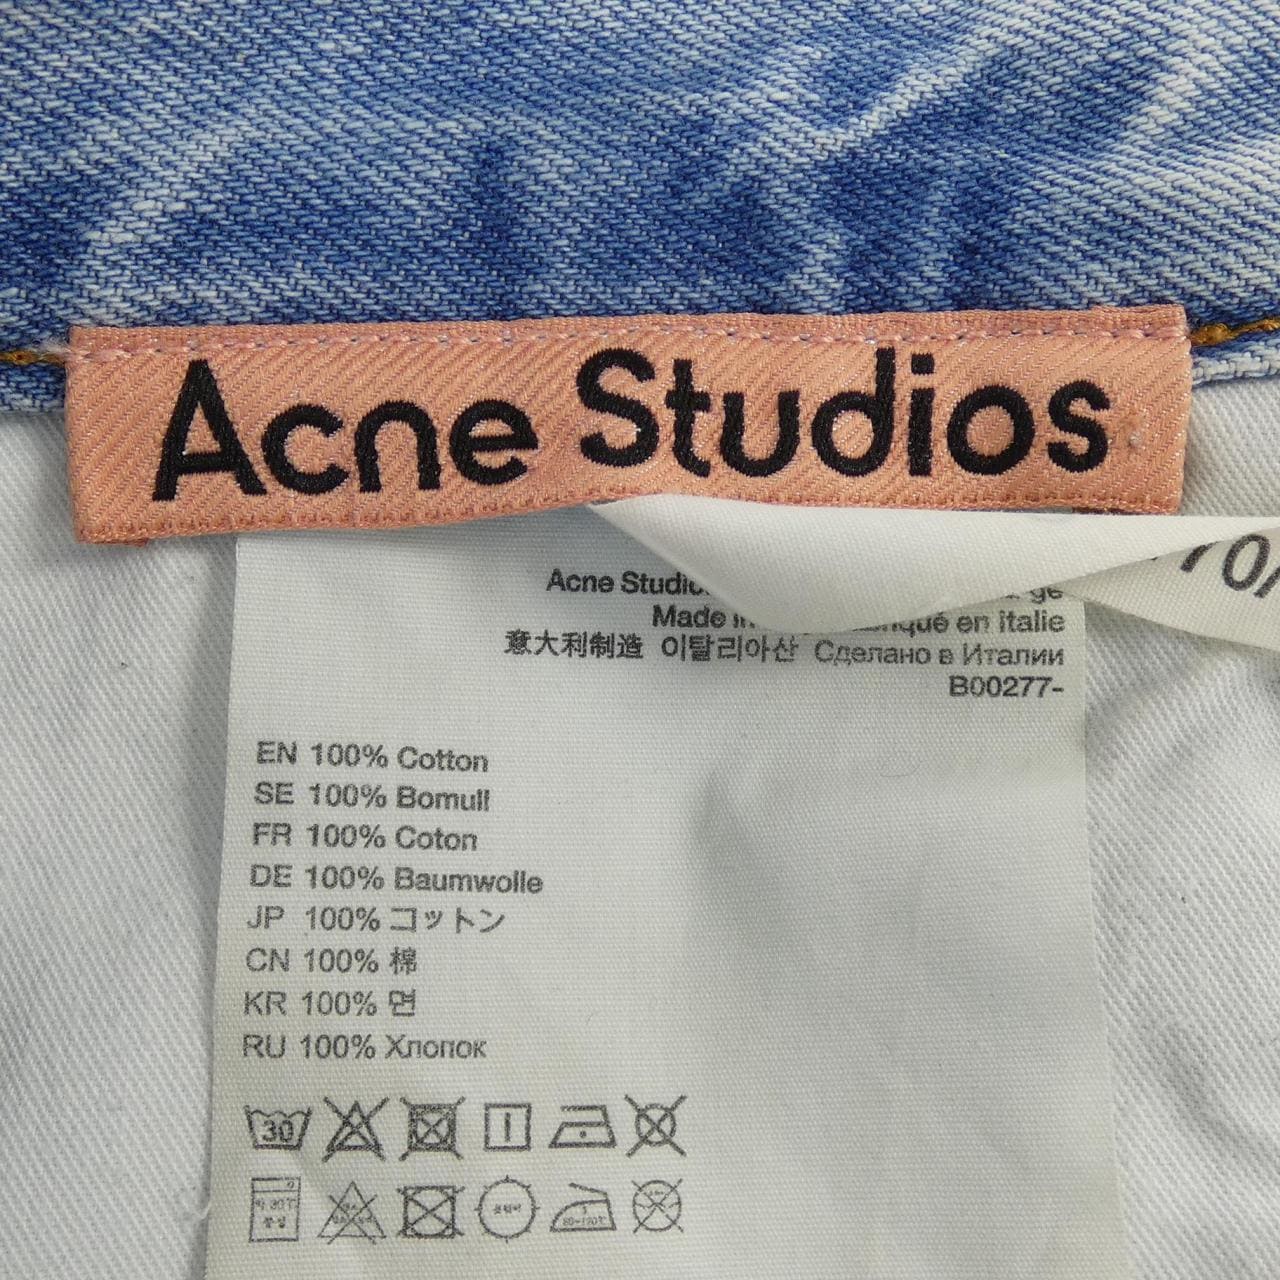 Acne Studios
70/
Acne Studio
Made in en Italie
意大利制造 이탈리아산 Сделано в Италии
B00277-
EN 100% Cotton
SE 100% Bomull
FR 100% Coton
DE 100% Baumwolle
JP 100% コットン
CN 100% 棉
KR 100% 면
RU 100% Хлопок
30